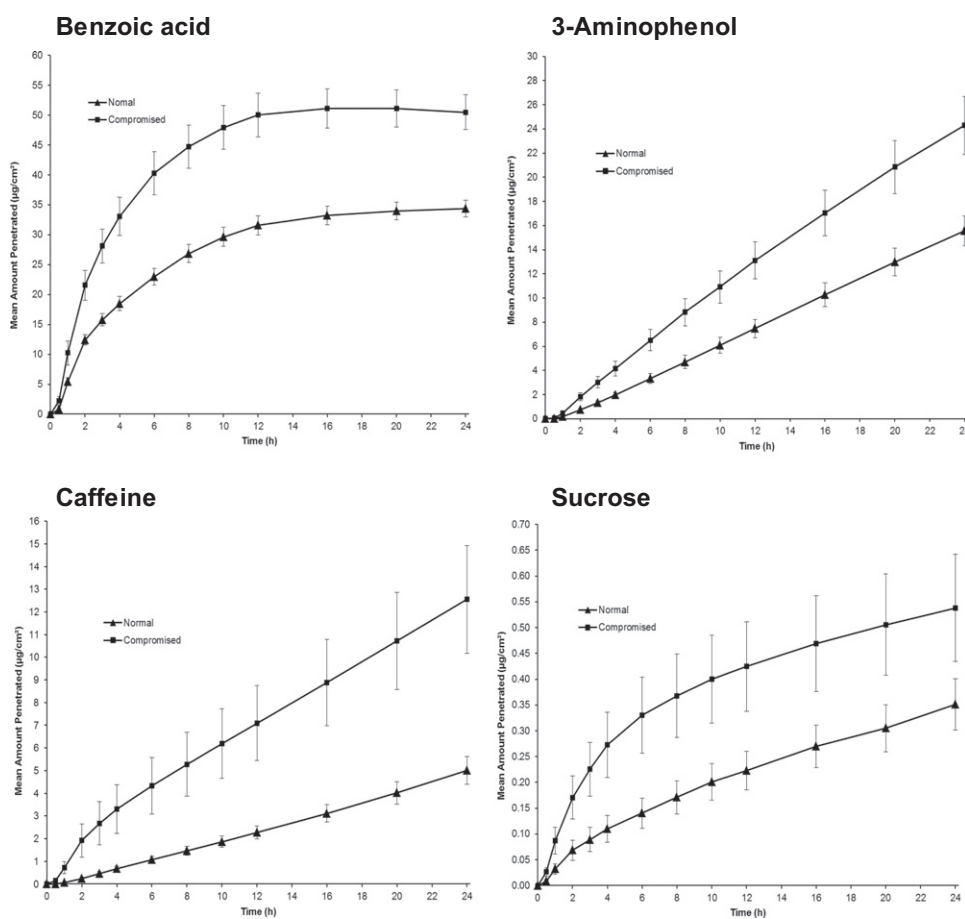 Benzoic acid
60
55
50
45
40
35
30
25
20
15
10
5
0
Mean Amount Penetrated (µg/cm²)
Nomal
Compromised
0 2 4 6 8 10 12 14 16 18 20 22 24
Time (h)
3-Aminophenol
30
28
26
24
22
20
18
16
14
12
10
8
6
4
2
0
Mean Amount Penetrated (µg/cm²)
Normal
Compromised
0 2 4 6 8 10 12 14 16 18 20 22 2
Time (h)
Caffeine
16
15
14
13
12
11
10
9
8
7
6
5
4
3
2
1
0
Mean Amount Penetrated (µg/cm²)
Normal
Compromised
0 2 4 6 8 10 12 14 16 18 20 22 24
Time (h)
Sucrose
0.70
0.65
0.60
0.55
0.50
0.45
0.40
0.35
0.30
0.25
0.20
0.15
0.10
0.05
0.00
Mean Amount Penetrated (µg/cm²)
Normal
Compromised
0 2 4 6 8 10 12 14 16 18 20 22 24
Time (h)